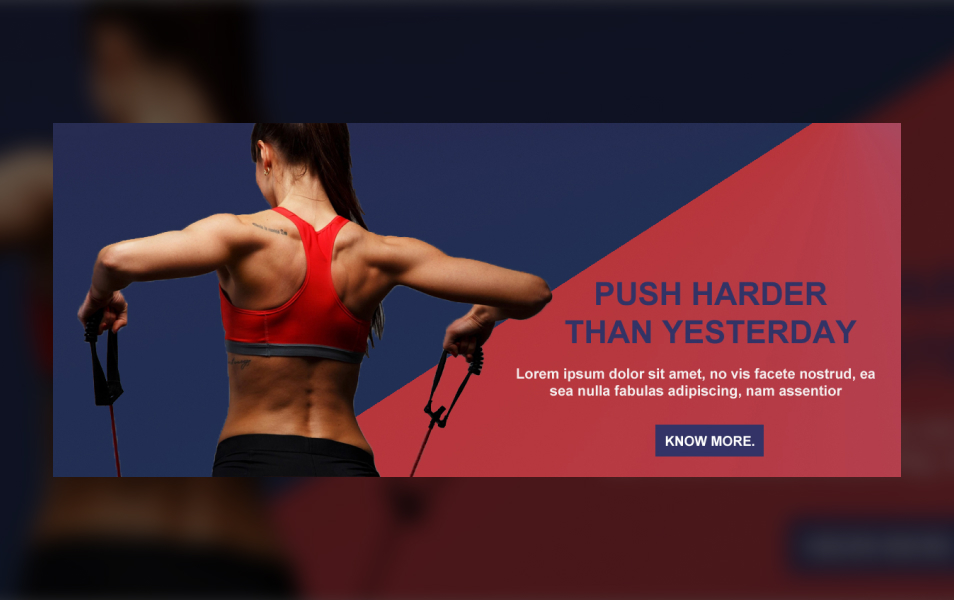 PUSH HARDER
THAN YESTERDAY
Lorem ipsum dolor sit amet, no vis facete nostrud, ea
sea nulla fabulas adipiscing, nam assentior
KNOW MORE.